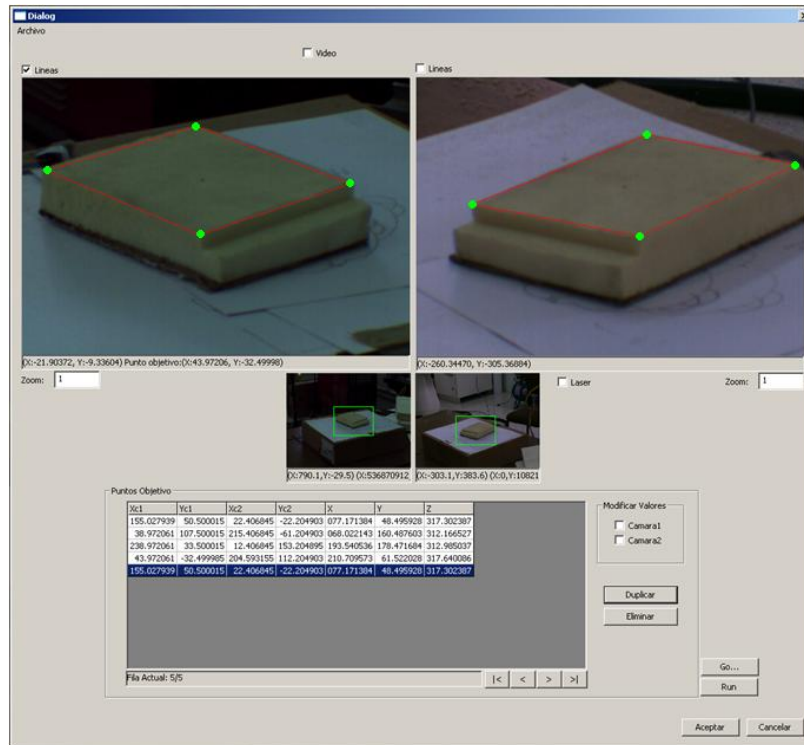 Dialog
Archivo
Video
Lineas
Lineas
(X:-21.90372, Y:-9.33604) Punto objetivo:(X:43.97206, Y:-32.49998)
(X:-260.34470, Y:-305.36884)
Zoom: 1
Laser
Zoom: 1
(X:790.1,Y:-29.5) (X:536870912
(X:-303.1,Y:383.6) (X:0,Y:10821
Puntos Objetivo
Xc1 Yc1 Xc2 Yc2 X Y Z
155.027939 50.500015 22.406845 -22.204903 077.171384 48.495928 317.302387
38.972061 107.500015 215.406845 -61.204903 068.022143 160.487603 312.166527
238.972061 33.500015 12.406845 153.204895 193.540536 178.471684 312.985037
43.972061 -32.499985 204.593155 112.204903 210.709573 61.522028 317.640086
155.027939 50.500015 22.406845 -22.204903 077.171384 48.495928 317.302387
Modificar Valores
Camara1
Camara2
Duplicar
Eliminar
Fila Actual: 5/5
|< < > >|
Go...
Run
Aceptar Cancelar